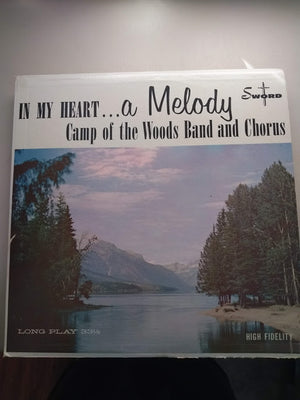 IN MY HEART...a Melody
SWORD
Camp of the Woods Band and Chorus
LONG PLAY 33⅓
HIGH FIDELITY